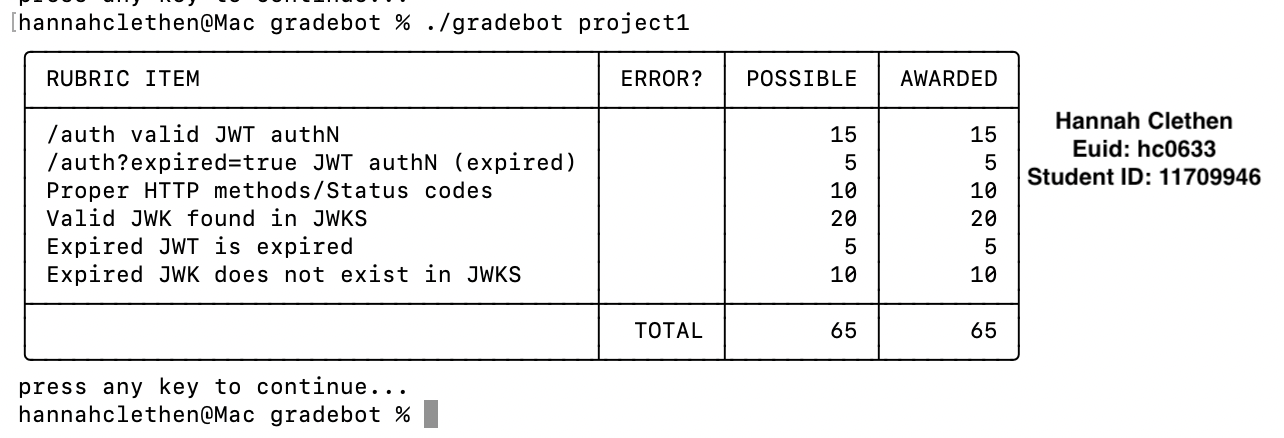 hannahclethen@Mac gradebot % ./gradebot project1
RUBRIC ITEM ERROR? POSSIBLE AWARDED
/auth valid JWT authN 15 15
/auth?expired=true JWT authN (expired) 5 5
Proper HTTP methods/Status codes 10 10
Valid JWK found in JWKS 20 20
Expired JWT is expired 5 5
Expired JWK does not exist in JWKS 10 10
TOTAL 65 65
Hannah Clethen
Euid: hc0633
Student ID: 11709946
press any key to continue...
hannahclethen@Mac gradebot %